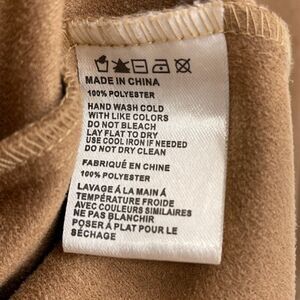 MADE IN CHINA
100% POLYESTER
HAND WASH COLD
WITH LIKE COLORS
DO NOT BLEACH
LAY FLAT TO DRY
USE COOL IRON IF NEEDED
DO NOT DRY CLEAN
FABRIQUÉ EN CHINE
100% POLYESTER
LAVAGE Á LA MAIN Á
TEMPÉRATURE FROIDE
AVEC COULEURS SIMILAIRES
NE PAS BLANCHIR
POSER Á PLAT POUR LE
SÉCHAGE